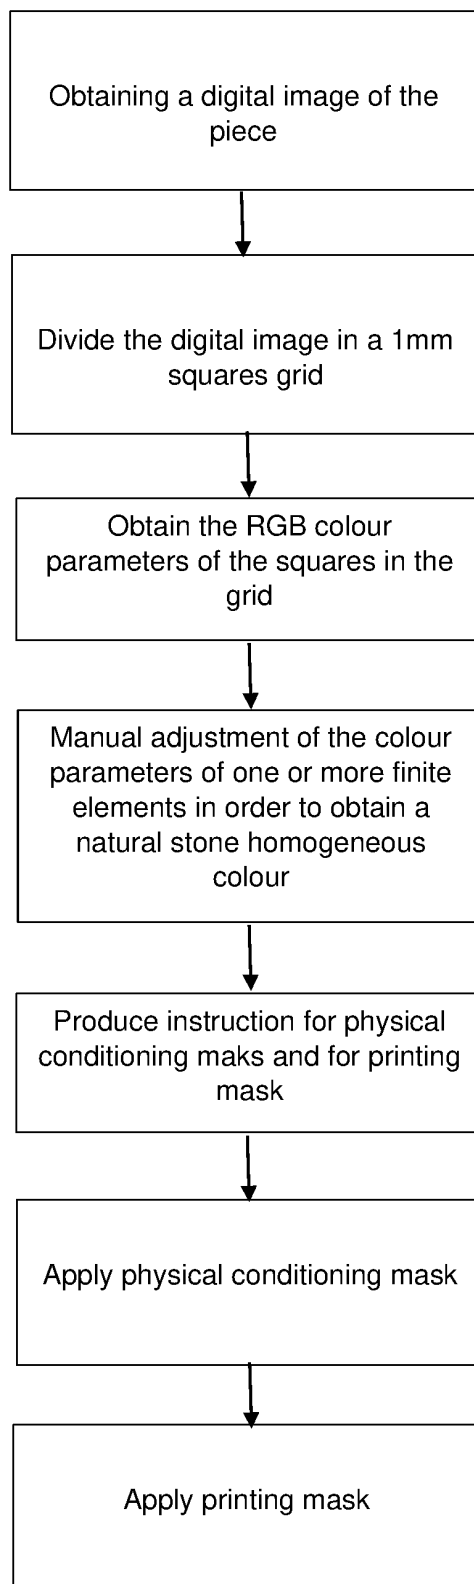 Obtaining a digital image of the
piece
Divide the digital image in a 1mm
squares grid
Obtain the RGB colour
parameters of the squares in the
grid
Manual adjustment of the colour
parameters of one or more finite
elements in order to obtain a
natural stone homogeneous
colour
Produce instruction for physical
conditioning maks and for printing
mask
Apply physical conditioning mask
Apply printing mask